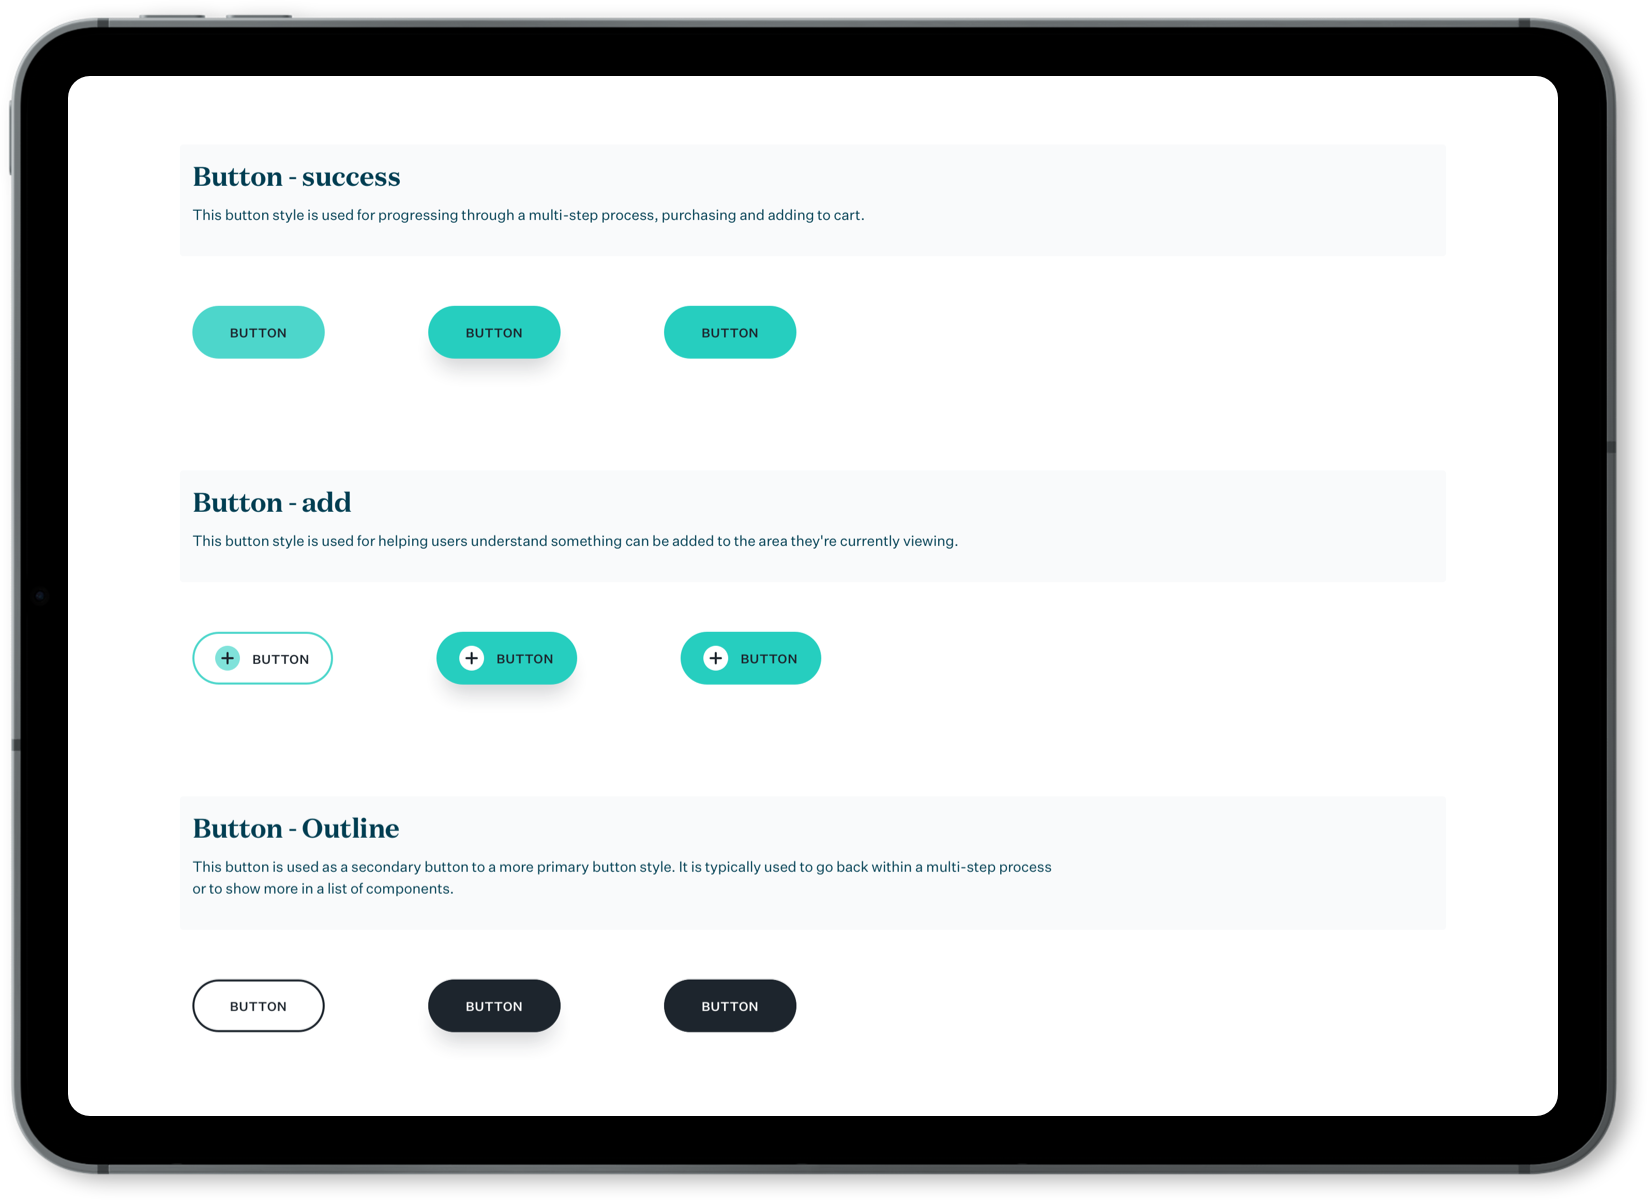 Button - success
This button style is used for progressing through a multi-step process, purchasing and adding to cart.
BUTTON BUTTON BUTTON
Button - add
This button style is used for helping users understand something can be added to the area they're currently viewing.
BUTTON BUTTON BUTTON
Button - Outline
This button is used as a secondary button to a more primary button style. It is typically used to go back within a multi-step process
or to show more in a list of components.
BUTTON BUTTON BUTTON